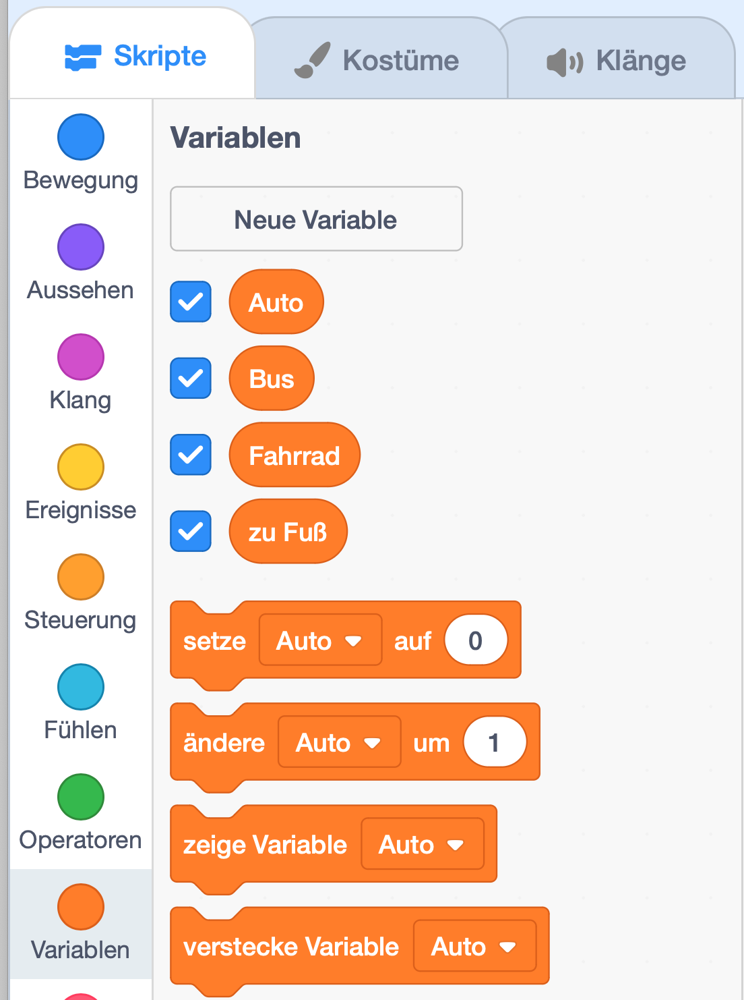 Skripte
Kostüme
Klänge
Bewegung
Aussehen
Klang
Ereignisse
Steuerung
Fühlen
Operatoren
Variablen
Variablen
Neue Variable
Auto
Bus
Fahrrad
zu Fuß
setze Auto auf 0
ändere Auto um 1
zeige Variable Auto
verstecke Variable Auto